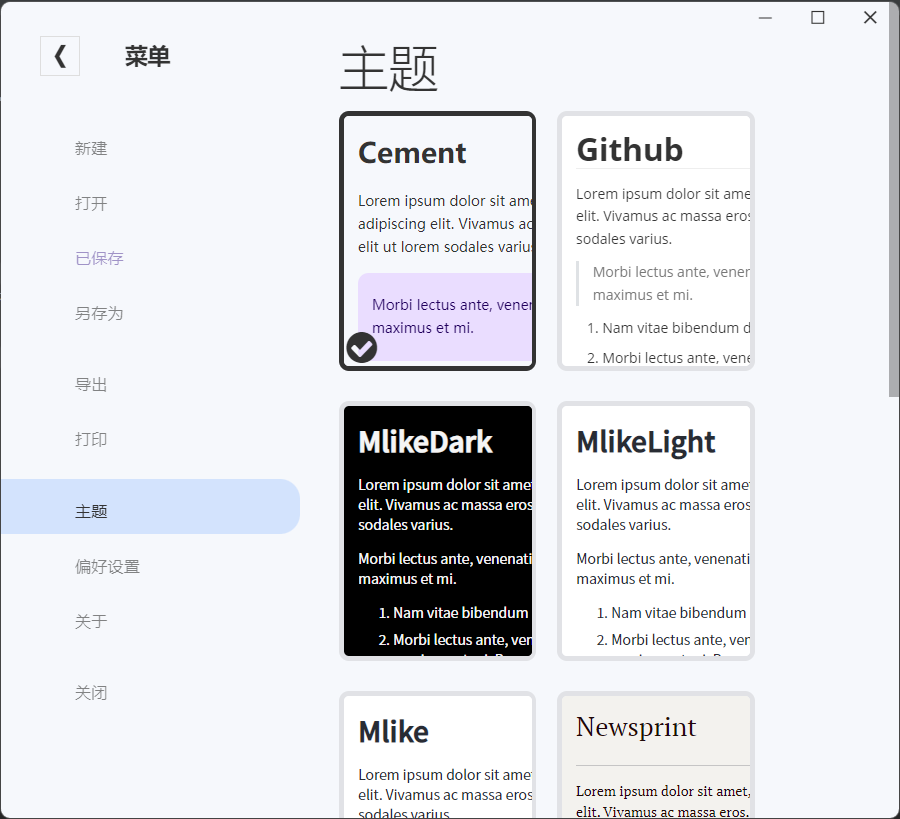 菜单
新建
打开
已保存
另存为
导出
打印
主题
偏好设置
关于
关闭
主题
Cement
Lorem ipsum dolor sit ame
adipiscing elit. Vivamus ac
elit ut lorem sodales variu
Morbi lectus ante, vener
maximus et mi.
Github
Lorem ipsum dolor sit ame
elit. Vivamus ac massa eros
sodales varius.
Morbi lectus ante, vener
maximus et mi.
1. Nam vitae bibendum d
2. Morbi lectus ante, vene
MlikeDark
Lorem ipsum dolor sit ame
elit. Vivamus ac massa eros
sodales varius.
Morbi lectus ante, venenati
maximus et mi.
1. Nam vitae bibendum
2. Morbi lectus ante, ver
MlikeLight
Lorem ipsum dolor sit ame
elit. Vivamus ac massa eros
sodales varius.
Morbi lectus ante, venenati
maximus et mi.
1. Nam vitae bibendum
2. Morbi lectus ante, ver
Mlike
Lorem ipsum dolor sit ame
elit. Vivamus ac massa eros
sodales varius.
Newsprint
Lorem ipsum dolor sit amet,
elit. Vivamus ac massa eros.